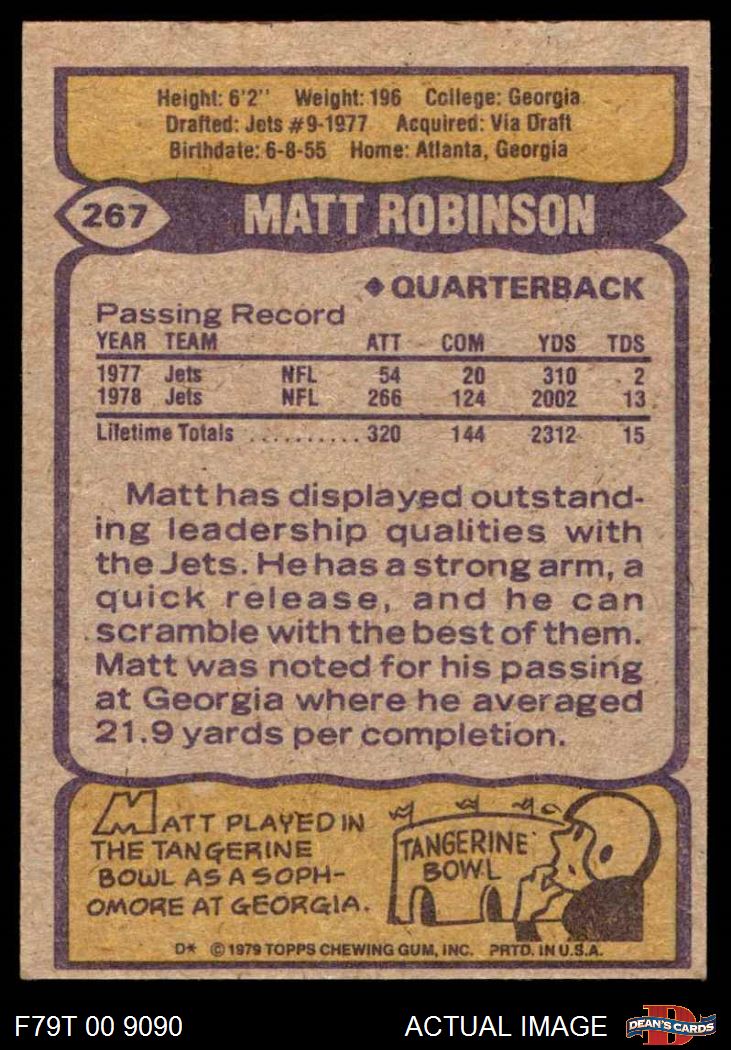 Height: 6'2" Weight: 196 College: Georgia
Drafted: Jets #9-1977 Acquired: Via Draft
Birthdate: 6-8-55 Home: Atlanta, Georgia
267 MATT ROBINSON
◆ QUARTERBACK
Passing Record
YEAR TEAM ATT COM YDS TDS
1977 Jets NFL 54 20 310 2
1978 Jets NFL 266 124 2002 13
Lifetime Totals .......... 320 144 2312 15
Matt has displayed outstand-
ing leadership qualities with
the Jets. He has a strong arm, a
quick release, and he can
scramble with the best of them.
Matt was noted for his passing
at Georgia where he averaged
21.9 yards per completion.
MATT PLAYED IN
THE TANGERINE
BOWL AS A SOPH-
OMORE AT GEORGIA.
TANGERINE
BOWL
D* © 1979 TOPPS CHEWING GUM, INC. PRTD. IN U.S.A.
F79T 00 9090 ACTUAL IMAGE D DEAN'S CARDS